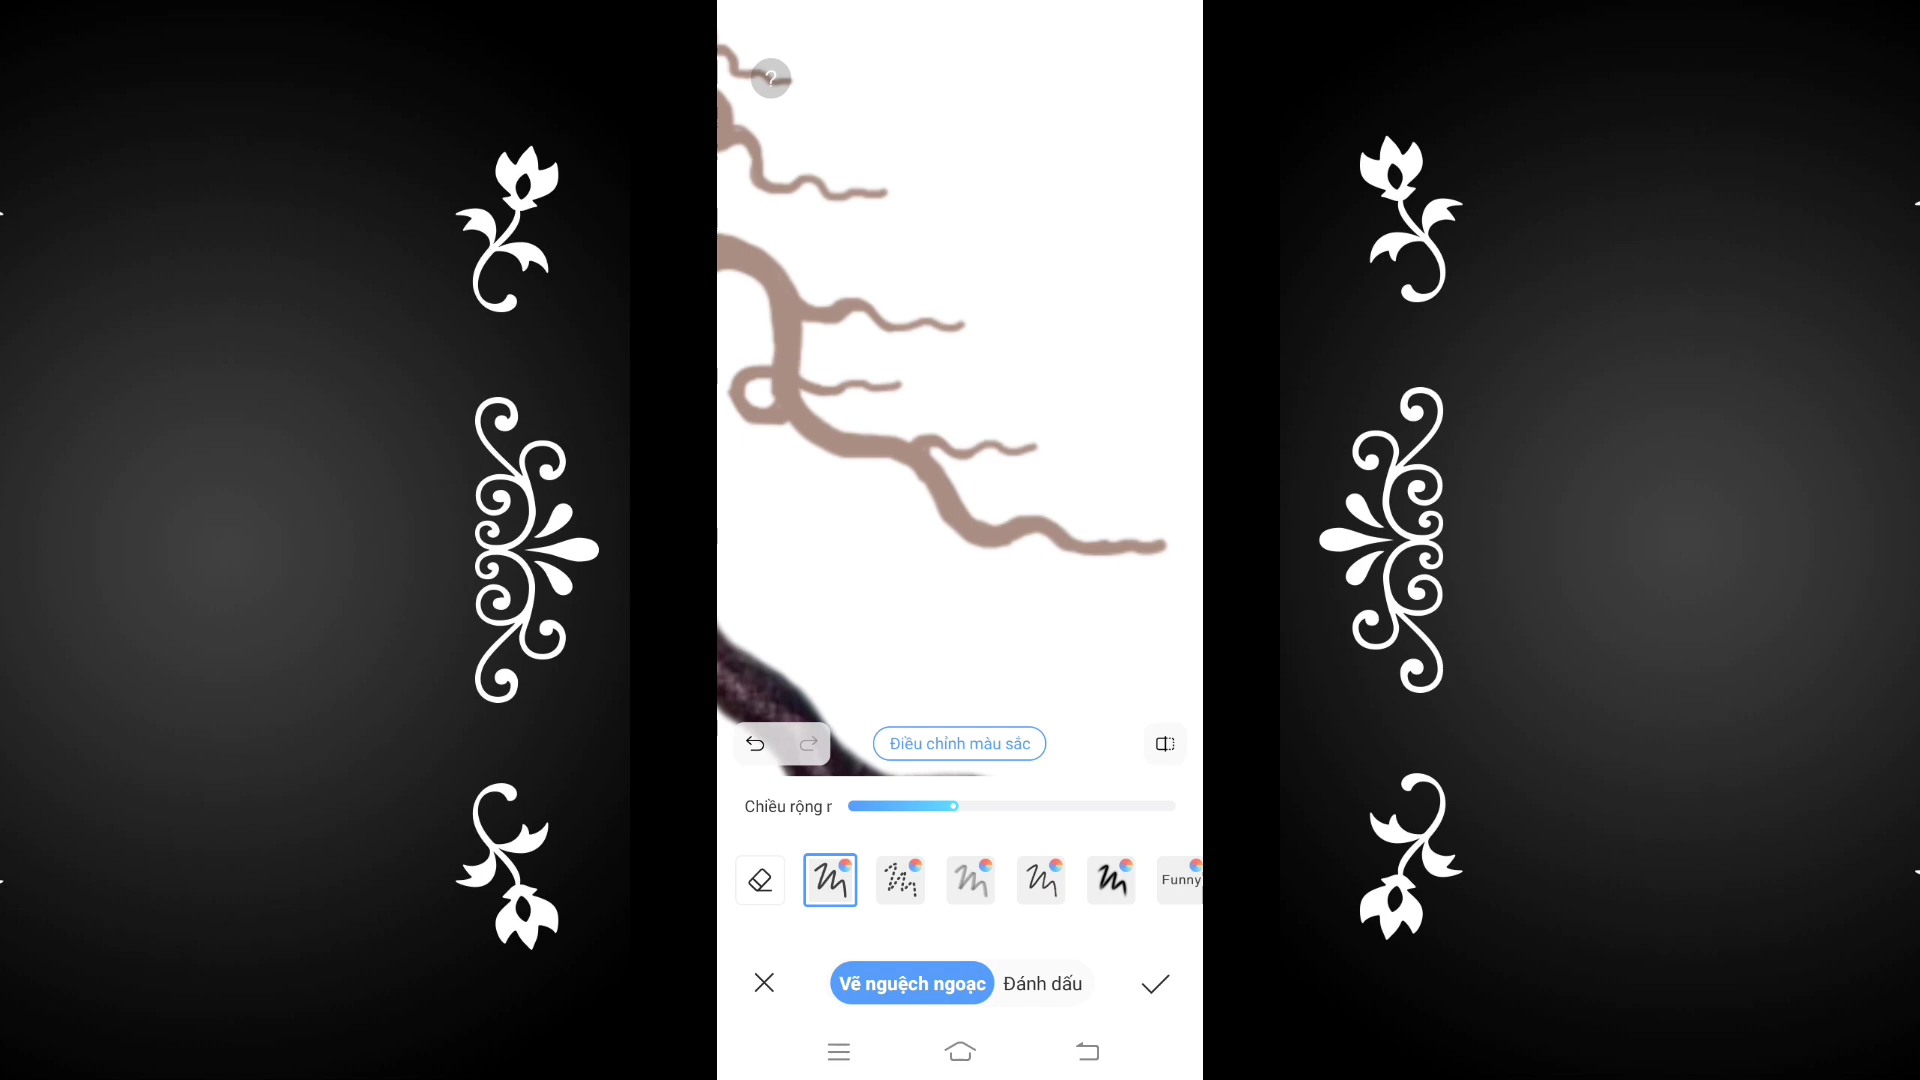 ?
Điều chỉnh màu sắc
Chiều rộng r
Funny
Vẽ nguệch ngoạc
Đánh dấu